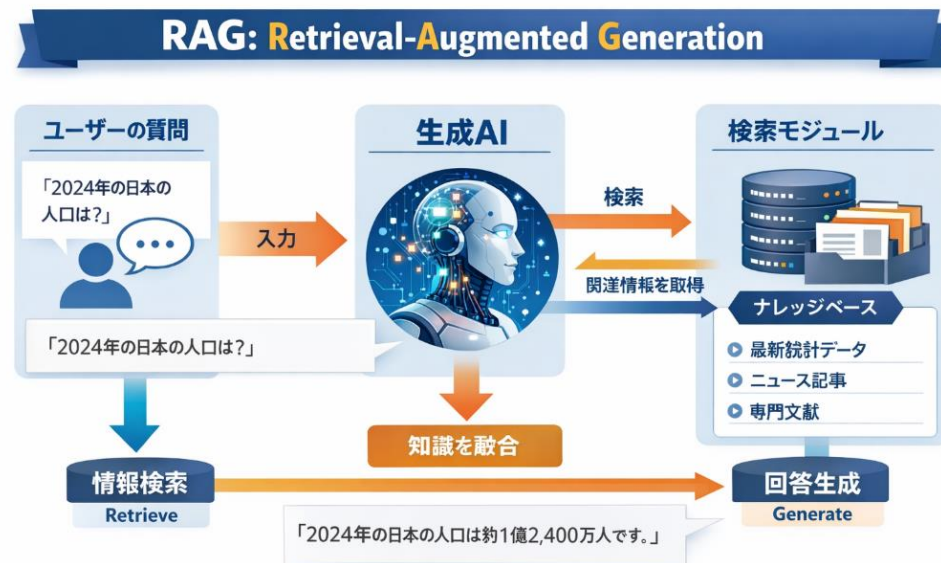 RAG: Retrieval-Augmented Generation
ユーザーの質問
「2024年の日本の
人口は?」
入力
「2024年の日本の人口は?」
生成AI
検索
関連情報を取得
検索モジュール
ナレッジベース
最新統計データ
ニュース記事
専門文献
知識を融合
情報検索
Retrieve
回答生成
Generate
「2024年の日本の人口は約1億2,400万人です。」